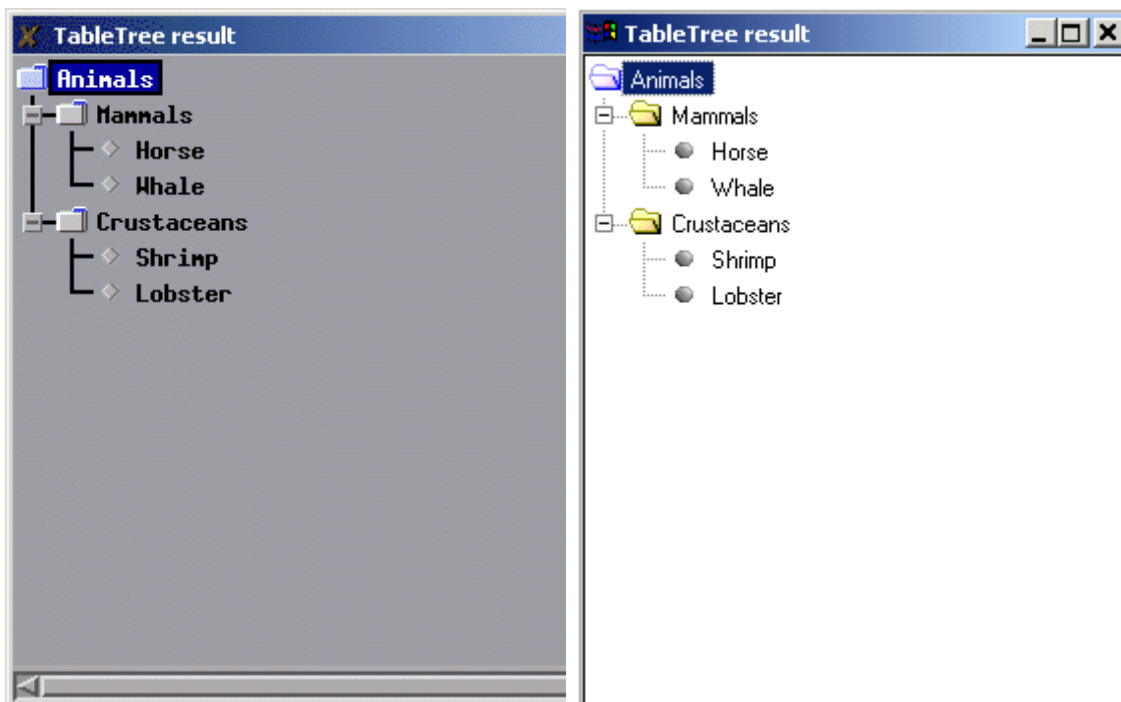 TableTree result
Animals
Mammals
Horse
Whale
Crustaceans
Shrimp
Lobster
TableTree result
Animals
Mammals
Horse
Whale
Crustaceans
Shrimp
Lobster